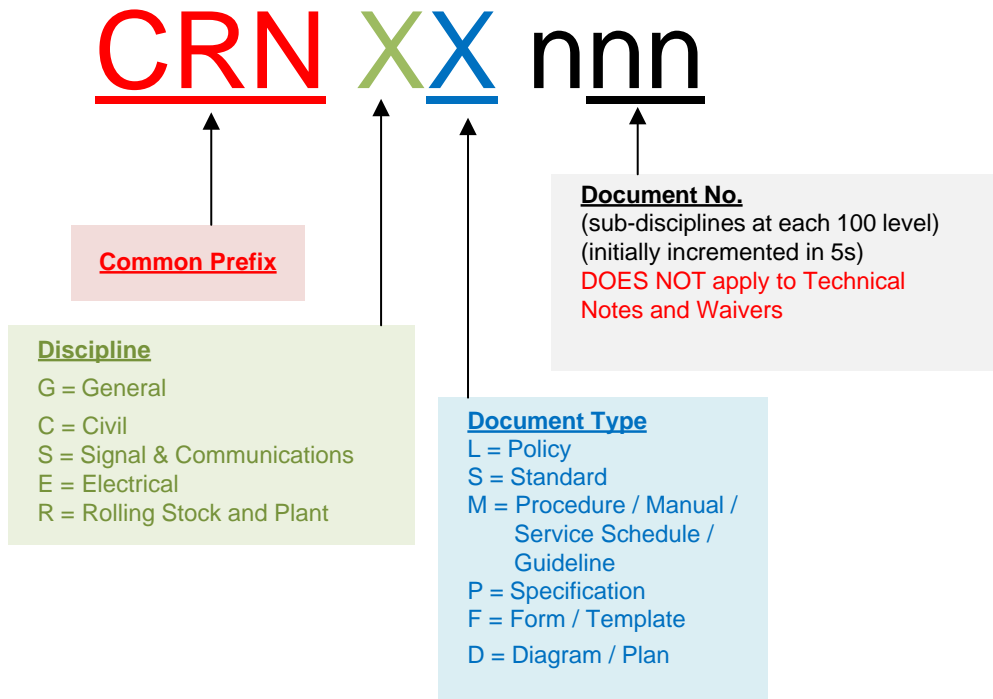 CRN XX nnn
Common Prefix
Document No.
(sub-disciplines at each 100 level)
(initially incremented in 5s)
DOES NOT apply to Technical
Notes and Waivers
Discipline
G = General
C = Civil
S = Signal & Communications
E = Electrical
R = Rolling Stock and Plant
Document Type
L = Policy
S = Standard
M = Procedure / Manual /
Service Schedule /
Guideline
P = Specification
F = Form / Template
D = Diagram / Plan